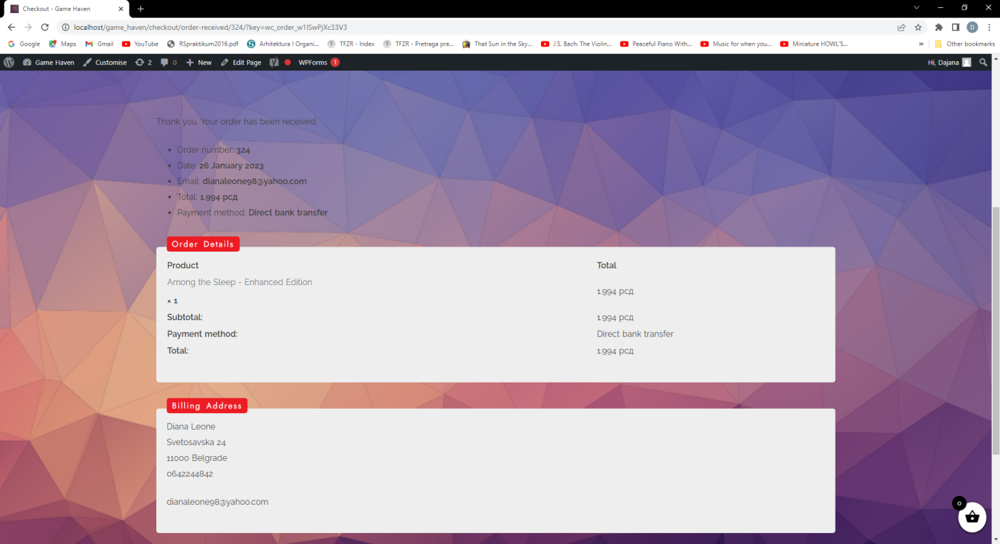 Checkout - Game Haven
localhost/game_haven/checkout/order-received/324/?key=wc_order_w1ISwPjXc33V3
D
Google Maps Gmail YouTube RSpraktikum2016.pdf Arhitektura I Organi... TFZR - Index TFZR - Pretraga pre... That Sun in the Sky... J.S. Bach: The Violin... Peaceful Piano With... Music for when you... Miniature HOWL'S... » Other bookmarks
Game Haven Customise 2 0 New Edit Page WPForms 1 Hi, Dajana
Thank you. Your order has been received.
• Order number: 324
• Date: 26 January 2023
• Email: dianaleone98@yahoo.com
• Total: 1.994 рсд
• Payment method: Direct bank transfer
Order Details
Product Total
Among the Sleep - Enhanced Edition
1.994 рсд
× 1
Subtotal: 1.994 рсд
Payment method: Direct bank transfer
Total: 1.994 рсд
Billing Address
Diana Leone
Svetosavska 24
11000 Belgrade
0642244842
dianaleone98@yahoo.com
0